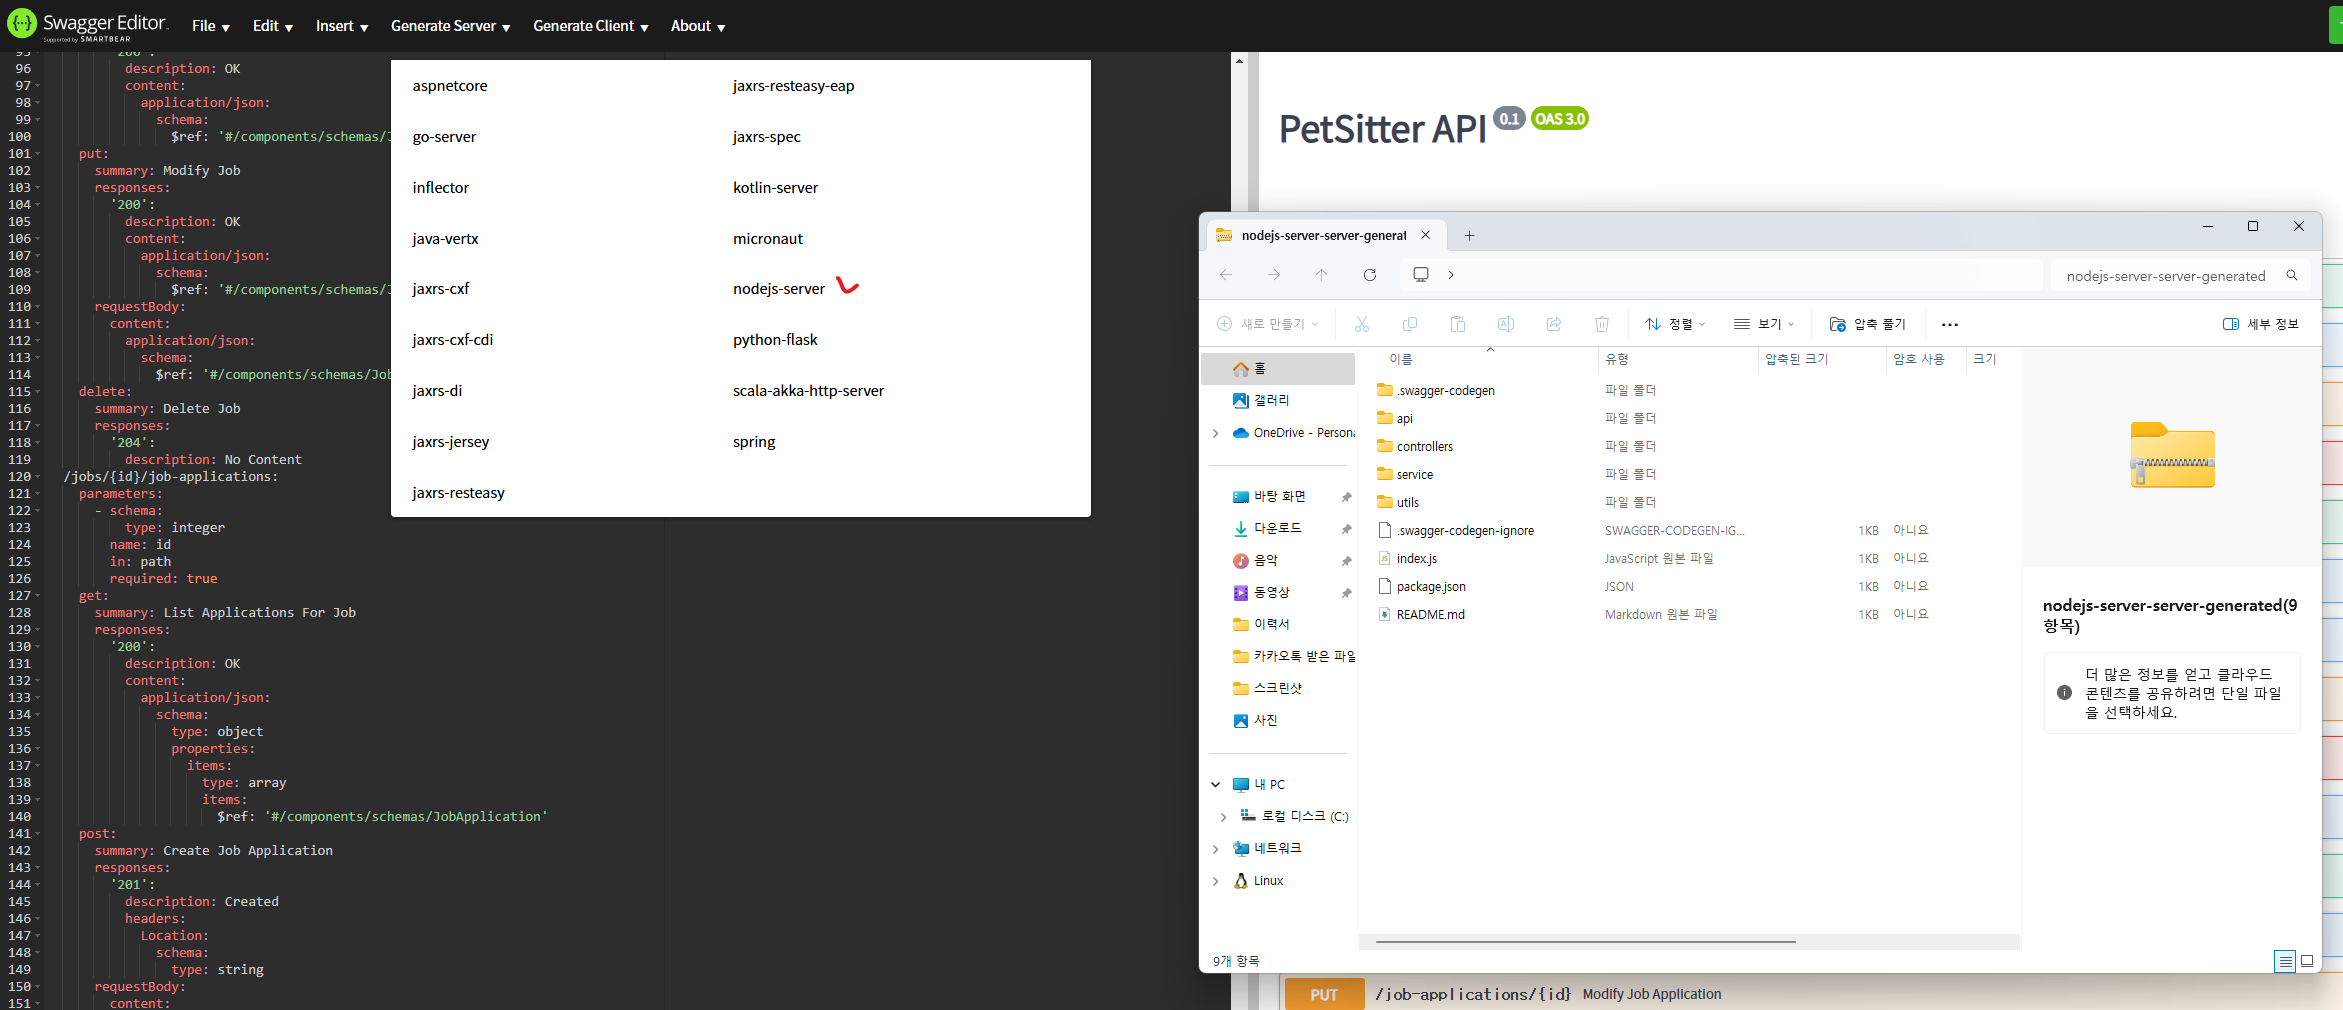 Swagger Editor.
Supported by SMARTBEAR
File
Edit
Insert
Generate Server
Generate Client
About
95 '200':
96 description: OK
97 content:
98 application/json:
99 schema:
100 $ref: '#/components/schemas/J
101 put:
102 summary: Modify Job
103 responses:
104 '200':
105 description: OK
106 content:
107 application/json:
108 schema:
109 $ref: '#/components/schemas/J
110 requestBody:
111 content:
112 application/json:
113 schema:
114 $ref: '#/components/schemas/Job
115 delete:
116 summary: Delete Job
117 responses:
118 '204':
119 description: No Content
120 /jobs/{id}/job-applications:
121 parameters:
122 - schema:
123 type: integer
124 name: id
125 in: path
126 required: true
127 get:
128 summary: List Applications For Job
129 responses:
130 '200':
131 description: OK
132 content:
133 application/json:
134 schema:
135 type: object
136 properties:
137 items:
138 type: array
139 items:
140 $ref: '#/components/schemas/JobApplication'
141 post:
142 summary: Create Job Application
143 responses:
144 '201':
145 description: Created
146 headers:
147 Location:
148 schema:
149 type: string
150 requestBody:
151 content:
aspnetcore
go-server
inflector
java-vertx
jaxrs-cxf
jaxrs-cxf-cdi
jaxrs-di
jaxrs-jersey
jaxrs-resteasy
jaxrs-resteasy-eap
jaxrs-spec
kotlin-server
micronaut
nodejs-server
python-flask
scala-akka-http-server
spring
PetSitter API 0.1 OAS 3.0
nodejs-server-server-generat
nodejs-server-server-generated
새로 만들기
정렬
보기
압축 풀기
세부 정보
홈
갤러리
OneDrive - Persona
바탕 화면
다운로드
음악
동영상
이력서
카카오톡 받은 파일
스크린샷
사진
내 PC
로컬 디스크 (C:)
네트워크
Linux
이름 유형 압축된 크기 암호 사용 크기
.swagger-codegen 파일 폴더
api 파일 폴더
controllers 파일 폴더
service 파일 폴더
utils 파일 폴더
.swagger-codegen-ignore SWAGGER-CODEGEN-IG... 1KB 아니요
index.js JavaScript 원본 파일 1KB 아니요
package.json JSON 1KB 아니요
README.md Markdown 원본 파일 1KB 아니요
nodejs-server-server-generated(9
항목)
더 많은 정보를 얻고 클라우드
콘텐츠를 공유하려면 단일 파일
을 선택하세요.
9개 항목
PUT /job-applications/{id} Modify Job Application